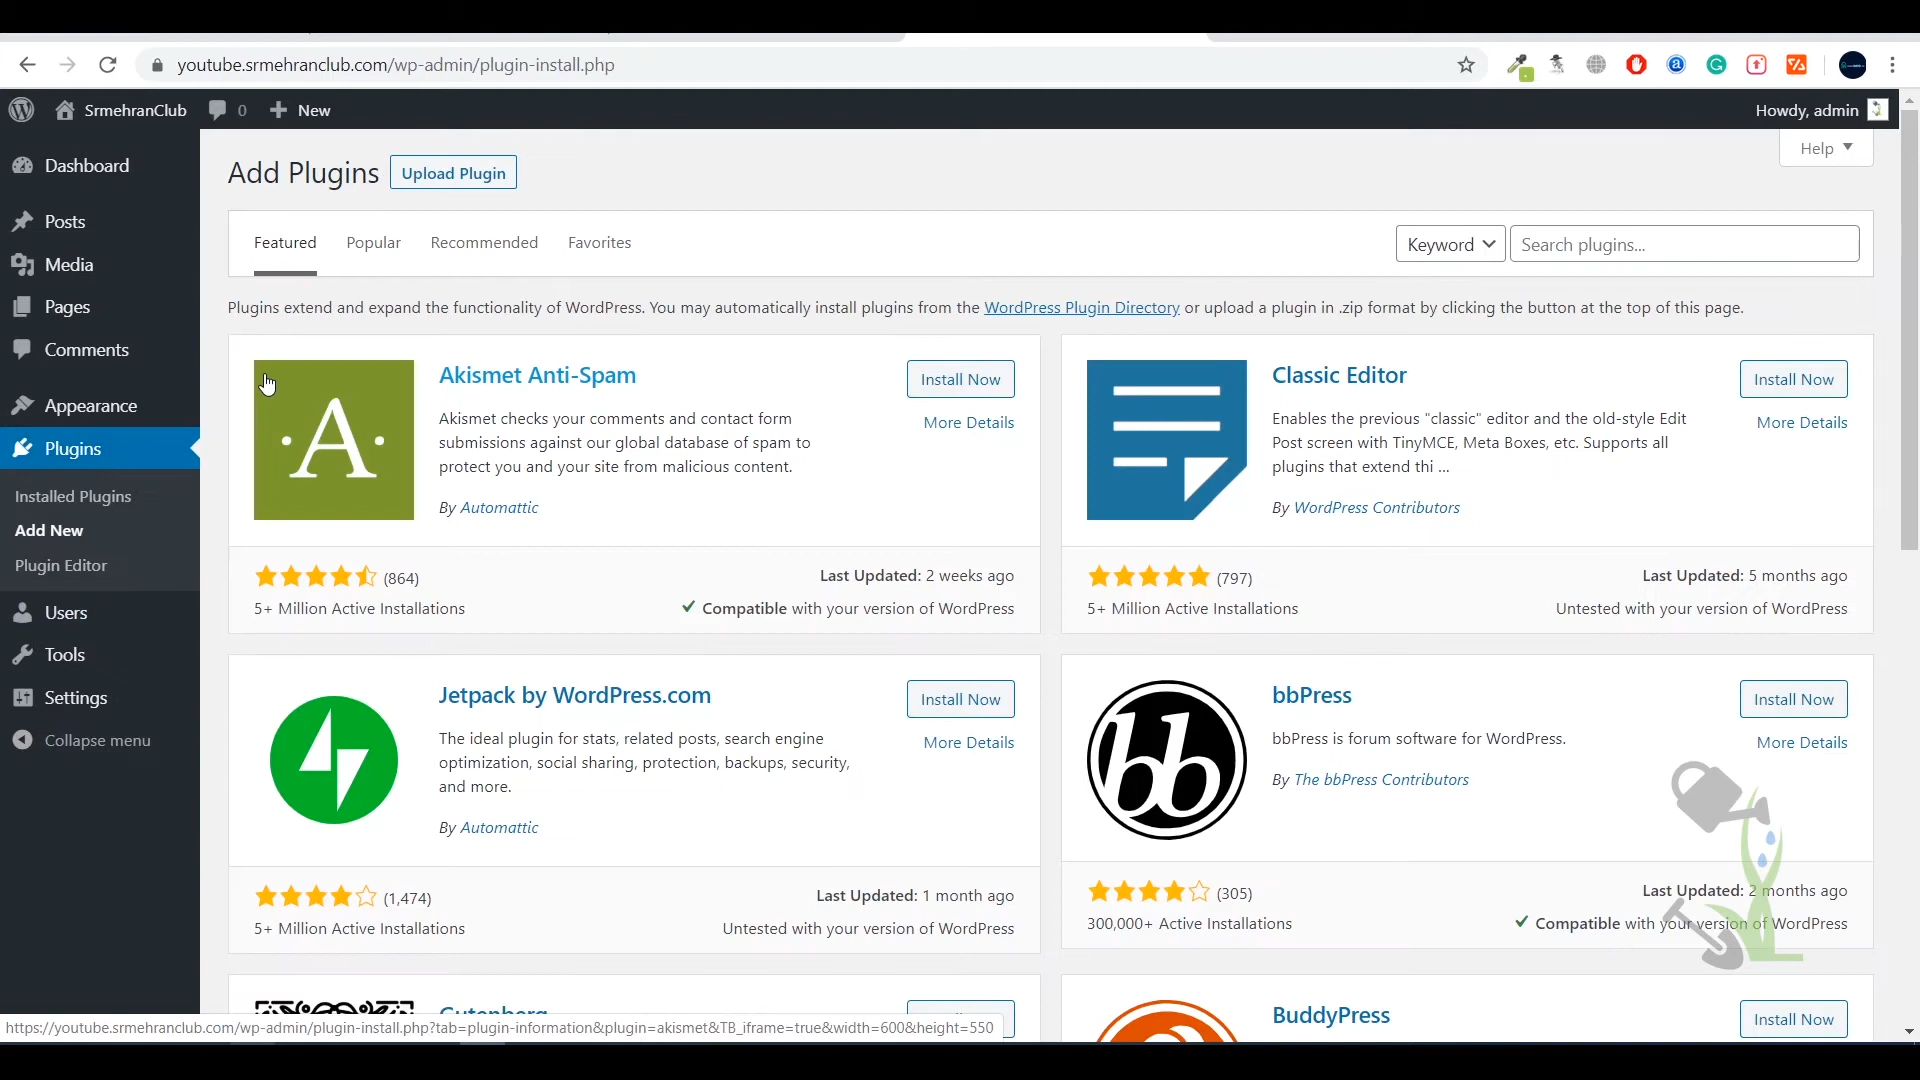 youtube.srmehranclub.com/wp-admin/plugin-install.php
SrmehranClub 0 New
Howdy, admin
Dashboard
Posts
Media
Pages
Comments
Appearance
Plugins
Installed Plugins
Add New
Plugin Editor
Users
Tools
Settings
Collapse menu
Help
Add Plugins Upload Plugin
Featured Popular Recommended Favorites
Keyword Search plugins...
Plugins extend and expand the functionality of WordPress. You may automatically install plugins from the WordPress Plugin Directory or upload a plugin in .zip format by clicking the button at the top of this page.
A
Akismet Anti-Spam
Install Now
More Details
Akismet checks your comments and contact form
submissions against our global database of spam to
protect you and your site from malicious content.
By Automattic
(864)
5+ Million Active Installations
Last Updated: 2 weeks ago
Compatible with your version of WordPress
Classic Editor
Install Now
More Details
Enables the previous "classic" editor and the old-style Edit
Post screen with TinyMCE, Meta Boxes, etc. Supports all
plugins that extend thi ...
By WordPress Contributors
(797)
5+ Million Active Installations
Last Updated: 5 months ago
Untested with your version of WordPress
Jetpack by WordPress.com
Install Now
More Details
The ideal plugin for stats, related posts, search engine
optimization, social sharing, protection, backups, security,
and more.
By Automattic
(1,474)
5+ Million Active Installations
Last Updated: 1 month ago
Untested with your version of WordPress
bb
bbPress
Install Now
More Details
bbPress is forum software for WordPress.
By The bbPress Contributors
(305)
300,000+ Active Installations
Last Updated: 2 months ago
Compatible with your version of WordPress
Gutenberg
BuddyPress
Install Now
https://youtube.srmehranclub.com/wp-admin/plugin-install.php?tab=plugin-information&plugin=akismet&TB_iframe=true&width=600&height=550